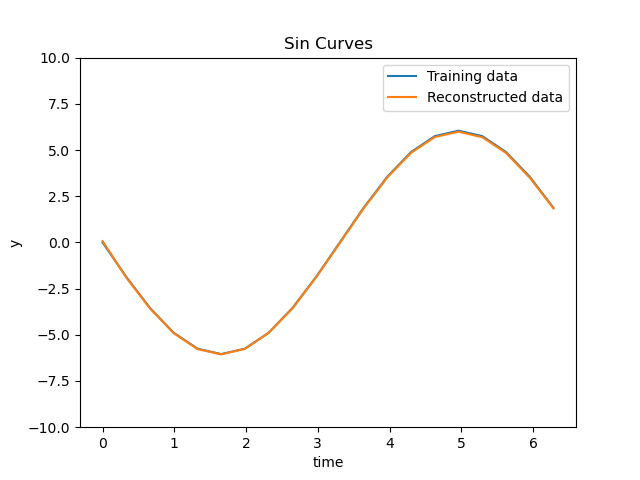 Sin Curves
Training data
Reconstructed data
10.0
7.5
5.0
2.5
0.0
−2.5
−5.0
−7.5
−10.0
y
0 1 2 3 4 5 6
time